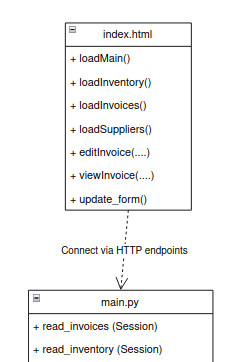 index.html
+ loadMain()
+ loadInventory()
+ loadInvoices()
+ loadSuppliers()
+ editInvoice(....)
+ viewInvoice(....)
+ update_form()
Connect via HTTP endpoints
main.py
+ read_invoices (Session)
+ read_inventory (Session)